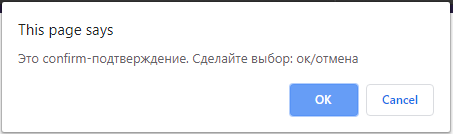 This page says
Это confirm-подтверждение. Сделайте выбор: ок/отмена
OK Cancel